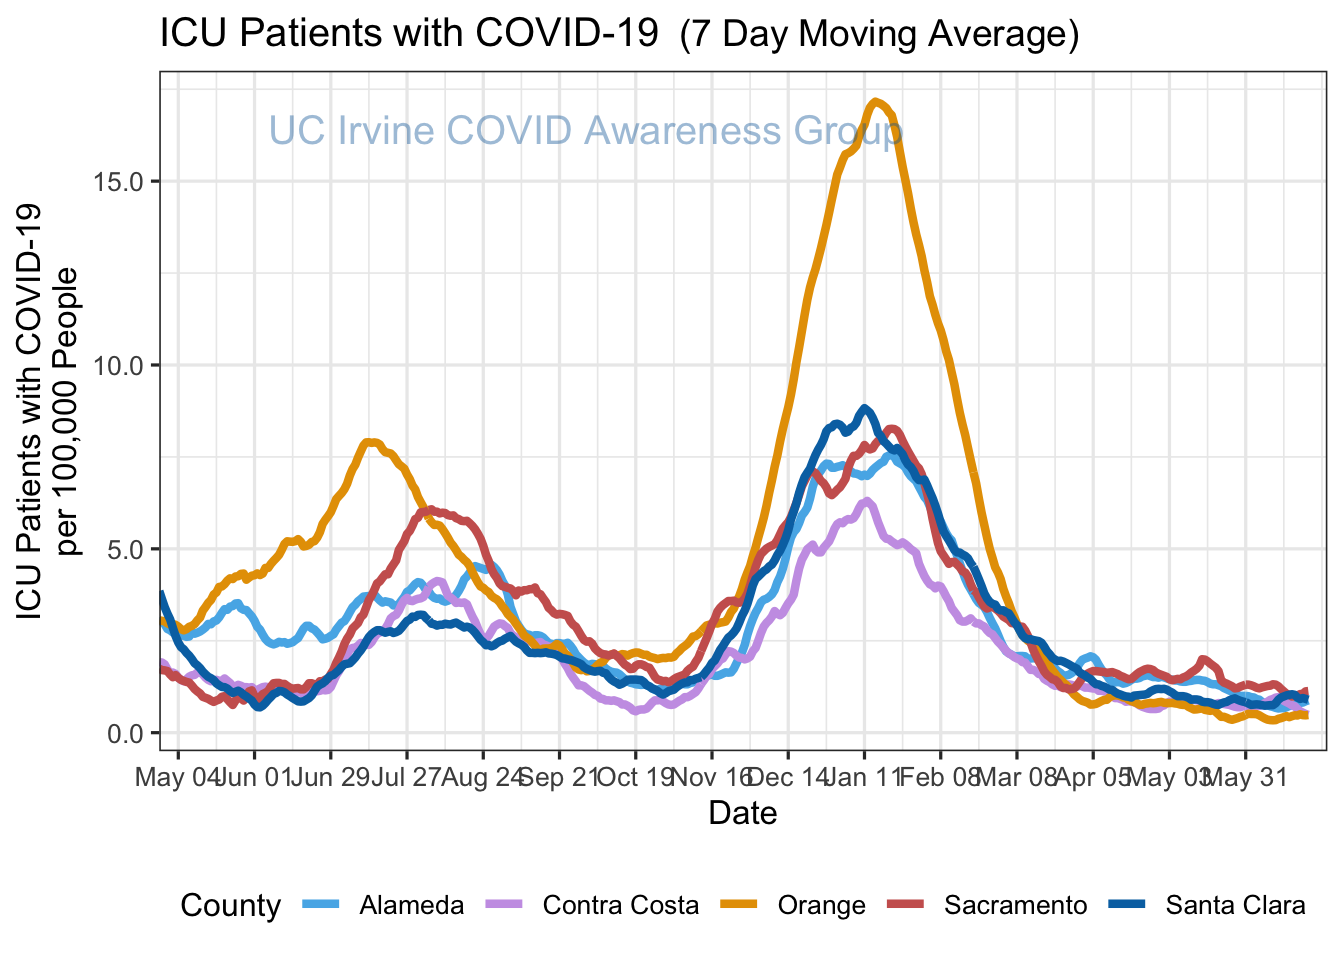 ICU Patients with COVID-19 (7 Day Moving Average)
UC Irvine COVID Awareness Group
ICU Patients with COVID-19
per 100,000 People
15.0
10.0
5.0
0.0
May 04 Jun 01 Jun 29 Jul 27 Aug 24 Sep 21 Oct 19 Nov 16 Dec 14 Jan 11 Feb 08 Mar 08 Apr 05 May 03 May 31
Date
County Alameda Contra Costa Orange Sacramento Santa Clara